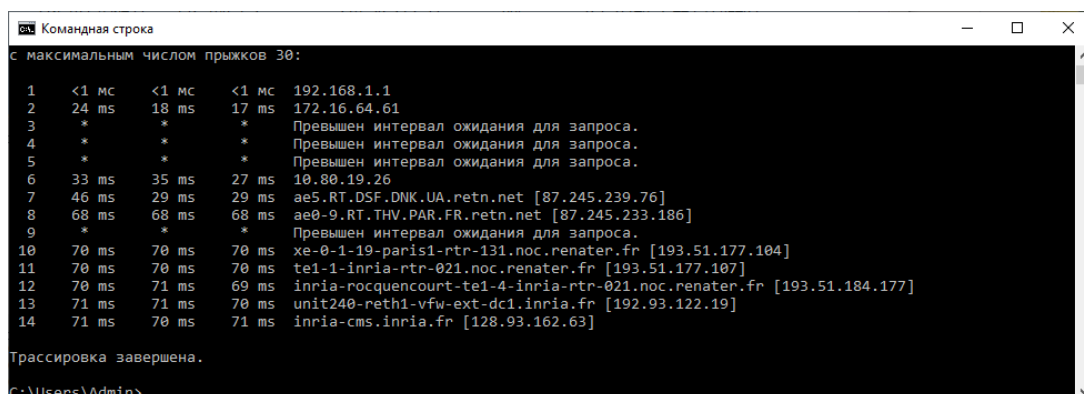 Командная строка
с максимальным числом прыжков 30:
1 <1 мс <1 мс <1 мс 192.168.1.1
2 24 ms 18 ms 17 ms 172.16.64.61
3 * * * Превышен интервал ожидания для запроса.
4 * * * Превышен интервал ожидания для запроса.
5 * * * Превышен интервал ожидания для запроса.
6 33 ms 35 ms 27 ms 10.80.19.26
7 46 ms 29 ms 29 ms ae5.RT.DSF.DNK.UA.retn.net [87.245.239.76]
8 68 ms 68 ms 68 ms ae0-9.RT.THV.PAR.FR.retn.net [87.245.233.186]
9 * * * Превышен интервал ожидания для запроса.
10 70 ms 70 ms 70 ms xe-0-1-19-paris1-rtr-131.noc.renater.fr [193.51.177.104]
11 70 ms 70 ms 70 ms te1-1-inria-rtr-021.noc.renater.fr [193.51.177.107]
12 70 ms 71 ms 69 ms inria-rocquencourt-te1-4-inria-rtr-021.noc.renater.fr [193.51.184.177]
13 71 ms 71 ms 70 ms unit240-reth1-vfw-ext-dc1.inria.fr [192.93.122.19]
14 71 ms 70 ms 71 ms inria-cms.inria.fr [128.93.162.63]
Трассировка завершена.
C:\Users\Admin>